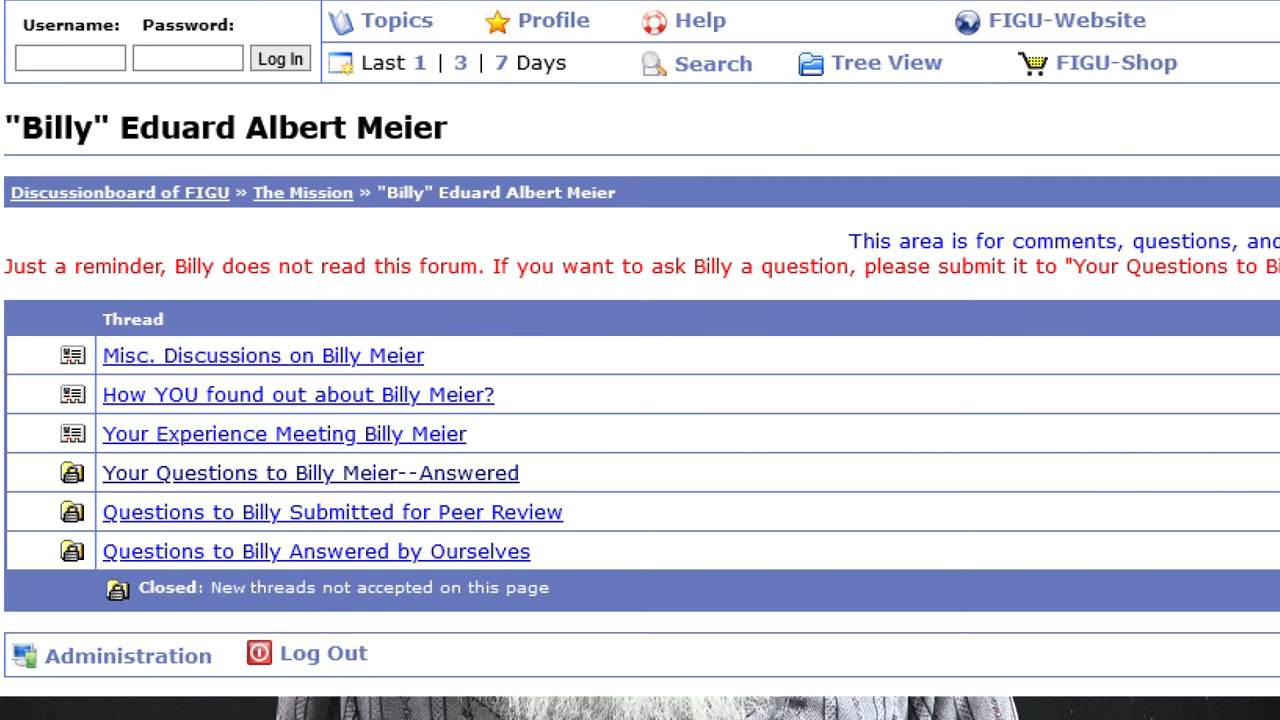 Username: Password:
Log In
Topics Profile Help FIGU-Website
Last 1 | 3 | 7 Days Search Tree View FIGU-Shop
"Billy" Eduard Albert Meier
Discussionboard of FIGU » The Mission » "Billy" Eduard Albert Meier
This area is for comments, questions, and
Just a reminder, Billy does not read this forum. If you want to ask Billy a question, please submit it to "Your Questions to Bi
Thread
Misc. Discussions on Billy Meier
How YOU found out about Billy Meier?
Your Experience Meeting Billy Meier
Your Questions to Billy Meier--Answered
Questions to Billy Submitted for Peer Review
Questions to Billy Answered by Ourselves
Closed: New threads not accepted on this page
Administration Log Out